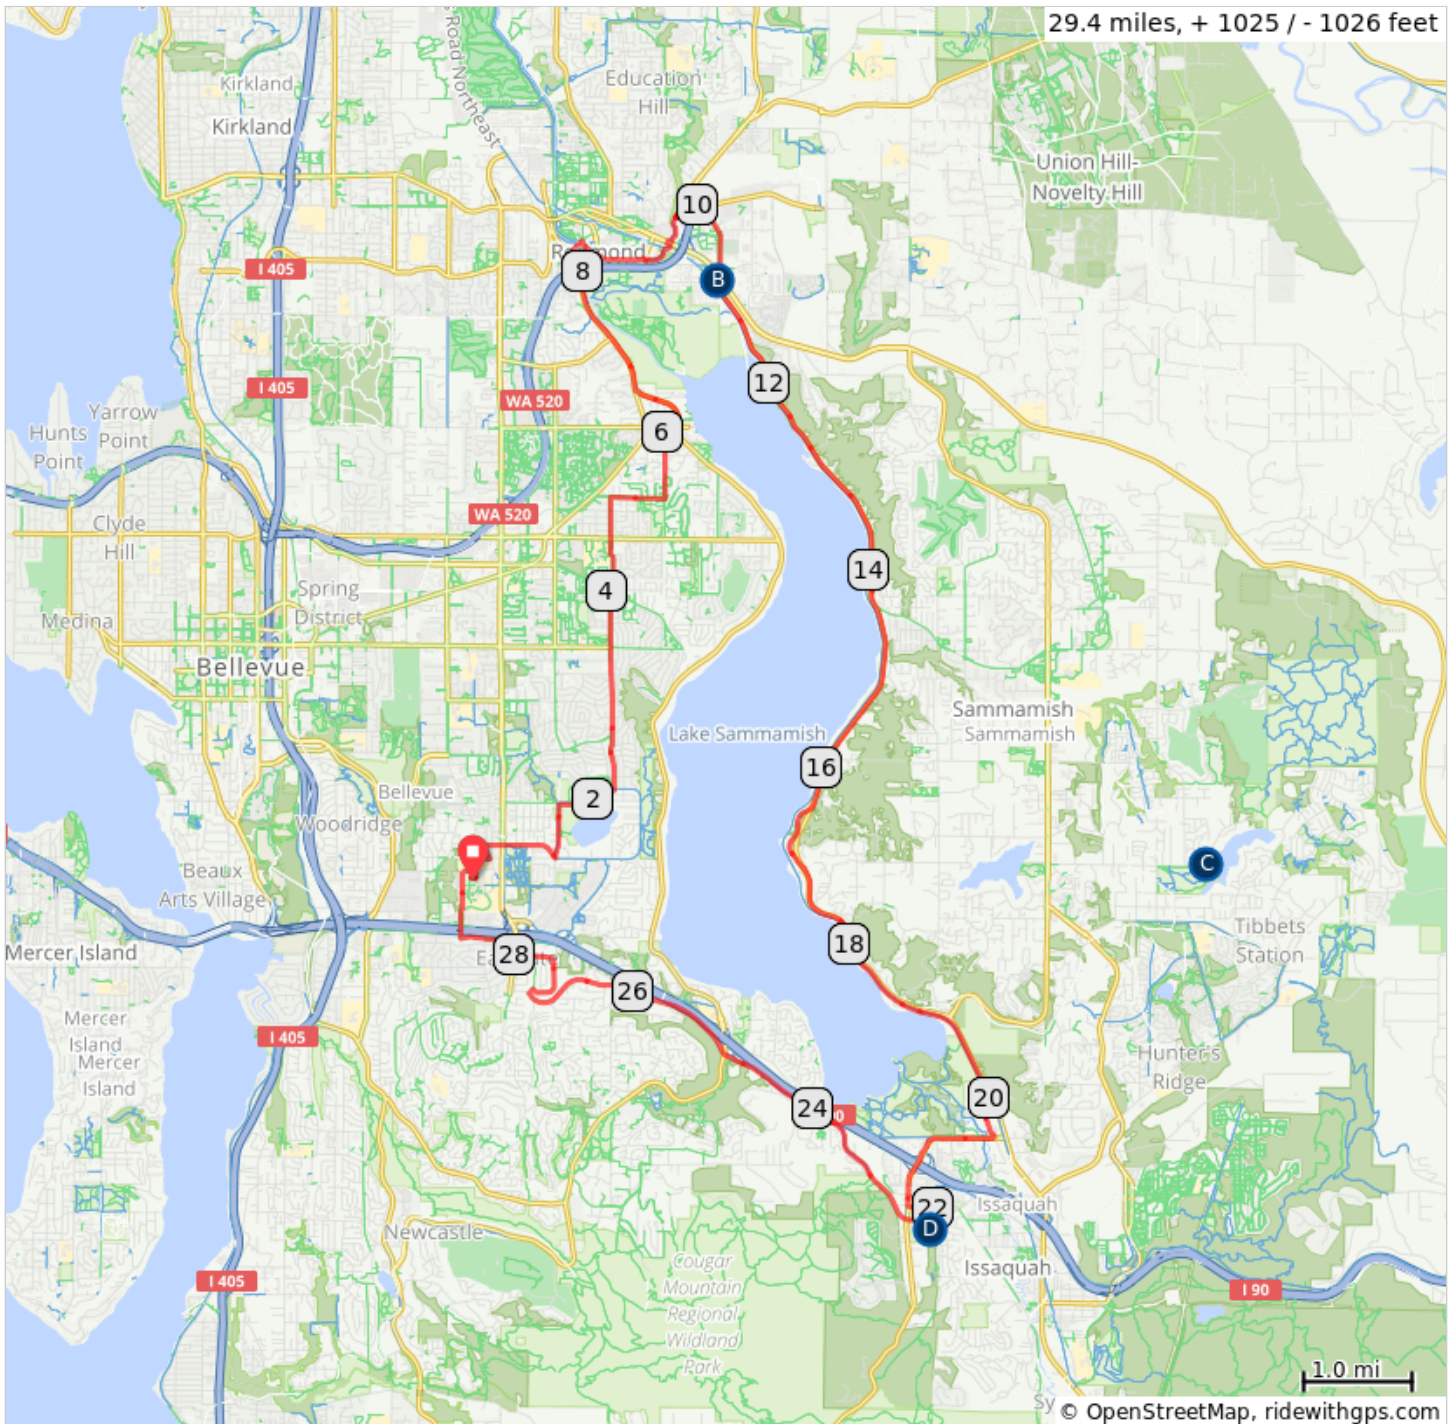 29.4 miles, + 1025 / - 1026 feet
Road Northeast
Kirkland
Kirkland
Education
Hill
Union Hill-
Novelty Hill
10
I 405
8
B
12
I 405
WA 520
Yarrow
Point
Hunts
Point
6
WA 520
Clyde
Hill
14
Spring
District
4
Medina
Bellevue
Lake Sammamish
Sammamish
Sammamish
16
Bellevue
2
Woodridge
C
Beaux
Arts Village
Tibbets
Station
18
Mercer Island
28
26
Mercer
Island
Mercer
Island
I 405
Hunter's
Ridge
20
24
22
D
Issaquah
Newcastle
Issaquah
Cougar
Mountain
Regional
Wildland
Park
I 405
I 90
1.0 mi
Sy
© OpenStreetMap, ridewithgps.com